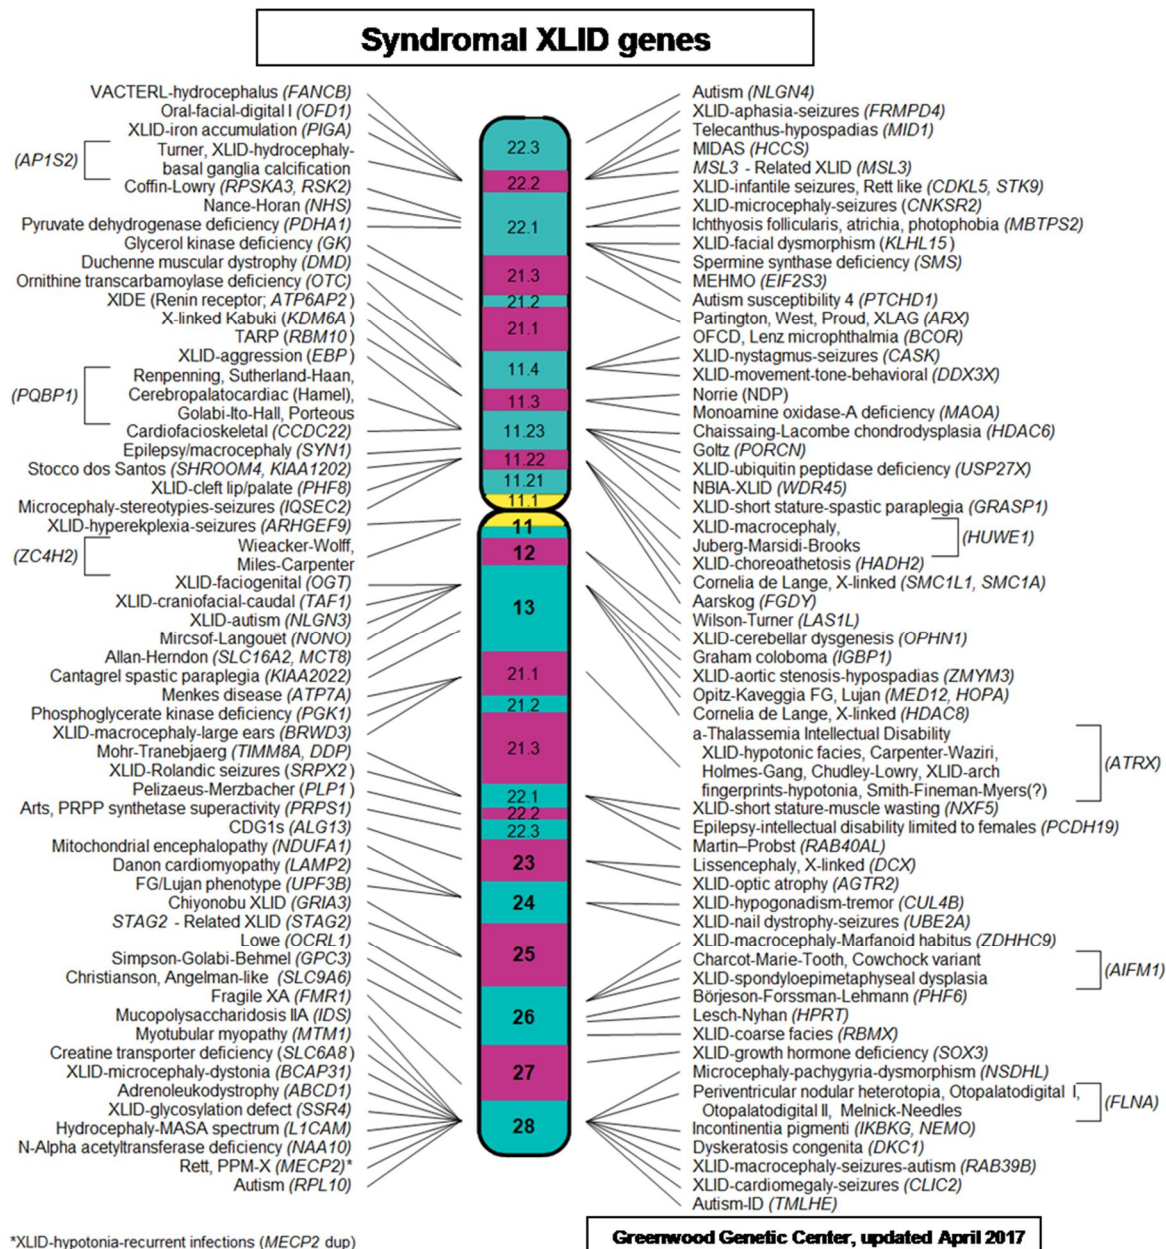 Syndromal XLID genes
VACTERL-hydrocephalus (FANCB)
Oral-facial-digital I (OFD1)
XLID-iron accumulation (PIGA)
(AP1S2)
Turner, XLID-hydrocephaly-
basal ganglia calcification
Coffin-Lowry (RPSKA3, RSK2)
Nance-Horan (NHS)
Pyruvate dehydrogenase deficiency (PDHA1)
Glycerol kinase deficiency (GK)
Duchenne muscular dystrophy (DMD)
Ornithine transcarbamoylase deficiency (OTC)
XIDE (Renin receptor; ATP6AP2)
X-linked Kabuki (KDM6A)
TARP (RBM10)
XLID-aggression (EBP)
(PQBP1)
Renpenning, Sutherland-Haan,
Cerebropalatocardiac (Hamel),
Golabi-Ito-Hall, Porteous
Cardiofacioskeletal (CCDC22)
Epilepsy/macrocephaly (SYN1)
Stocco dos Santos (SHROOM4, KIAA1202)
XLID-cleft lip/palate (PHF8)
Microcephaly-stereotypies-seizures (IQSEC2)
XLID-hyperekplexia-seizures (ARHGEF9)
(ZC4H2)
Wieacker-Wolff,
Miles-Carpenter
XLID-faciogenital (OGT)
XLID-craniofacial-caudal (TAF1)
XLID-autism (NLGN3)
Mircsof-Langouet (NONO)
Allan-Herndon (SLC16A2, MCT8)
Cantagrel spastic paraplegia (KIAA2022)
Menkes disease (ATP7A)
Phosphoglycerate kinase deficiency (PGK1)
XLID-macrocephaly-large ears (BRWD3)
Mohr-Tranebjaerg (TIMM8A, DDP)
XLID-Rolandic seizures (SRPX2)
Pelizaeus-Merzbacher (PLP1)
Arts, PRPP synthetase superactivity (PRPS1)
CDG1s (ALG13)
Mitochondrial encephalopathy (NDUFA1)
Danon cardiomyopathy (LAMP2)
FG/Lujan phenotype (UPF3B)
Chiyonobu XLID (GRIA3)
STAG2 - Related XLID (STAG2)
Lowe (OCRL1)
Simpson-Golabi-Behmel (GPC3)
Christianson, Angelman-like (SLC9A6)
Fragile XA (FMR1)
Mucopolysaccharidosis IIA (IDS)
Myotubular myopathy (MTM1)
Creatine transporter deficiency (SLC6A8)
XLID-microcephaly-dystonia (BCAP31)
Adrenoleukodystrophy (ABCD1)
XLID-glycosylation defect (SSR4)
Hydrocephaly-MASA spectrum (L1CAM)
N-Alpha acetyltransferase deficiency (NAA10)
Rett, PPM-X (MECP2)*
Autism (RPL10)
*XLID-hypotonia-recurrent infections (MECP2 dup)
22.3
22.2
22.1
21.3
21.2
21.1
11.4
11.3
11.23
11.22
11.21
11.1
11
12
13
21.1
21.2
21.3
22.1
22.2
22.3
23
24
25
26
27
28
Autism (NLGN4)
XLID-aphasia-seizures (FRMPD4)
Telecanthus-hypospadias (MID1)
MIDAS (HCCS)
MSL3 - Related XLID (MSL3)
XLID-infantile seizures, Rett like (CDKL5, STK9)
XLID-microcephaly-seizures (CNKSR2)
Ichthyosis follicularis, atrichia, photophobia (MBTPS2)
XLID-facial dysmorphism (KLHL15)
Spermine synthase deficiency (SMS)
MEHMO (EIF2S3)
Autism susceptibility 4 (PTCHD1)
Partington, West, Proud, XLAG (ARX)
OFCD, Lenz microphthalmia (BCOR)
XLID-nystagmus-seizures (CASK)
XLID-movement-tone-behavioral (DDX3X)
Norrie (NDP)
Monoamine oxidase-A deficiency (MAOA)
Chaissaing-Lacombe chondrodysplasia (HDAC6)
Goltz (PORCN)
XLID-ubiquitin peptidase deficiency (USP27X)
NBIA-XLID (WDR45)
XLID-short stature-spastic paraplegia (GRASP1)
XLID-macrocephaly,
Juberg-Marsidi-Brooks
(HUWE1)
XLID-choreoathetosis (HADH2)
Cornelia de Lange, X-linked (SMC1L1, SMC1A)
Aarskog (FGDY)
Wilson-Turner (LAS1L)
XLID-cerebellar dysgenesis (OPHN1)
Graham coloboma (IGBP1)
XLID-aortic stenosis-hypospadias (ZMYM3)
Opitz-Kaveggia FG, Lujan (MED12, HOPA)
Cornelia de Lange, X-linked (HDAC8)
a-Thalassemia Intellectual Disability
XLID-hypotonic facies, Carpenter-Waziri,
Holmes-Gang, Chudley-Lowry, XLID-arch
fingerprints-hypotonia, Smith-Fineman-Myers(?)
(ATRX)
XLID-short stature-muscle wasting (NXF5)
Epilepsy-intellectual disability limited to females (PCDH19)
Martin–Probst (RAB40AL)
Lissencephaly, X-linked (DCX)
XLID-optic atrophy (AGTR2)
XLID-hypogonadism-tremor (CUL4B)
XLID-nail dystrophy-seizures (UBE2A)
XLID-macrocephaly-Marfanoid habitus (ZDHHC9)
Charcot-Marie-Tooth, Cowchock variant
XLID-spondyloepimetaphyseal dysplasia
(AIFM1)
Börjeson-Forssman-Lehmann (PHF6)
Lesch-Nyhan (HPRT)
XLID-coarse facies (RBMX)
XLID-growth hormone deficiency (SOX3)
Microcephaly-pachygyria-dysmorphism (NSDHL)
Periventricular nodular heterotopia, Otopalatodigital I,
Otopalatodigital II, Melnick-Needles
(FLNA)
Incontinentia pigmenti (IKBKG, NEMO)
Dyskeratosis congenita (DKC1)
XLID-macrocephaly-seizures-autism (RAB39B)
XLID-cardiomegaly-seizures (CLIC2)
Autism-ID (TMLHE)
Greenwood Genetic Center, updated April 2017